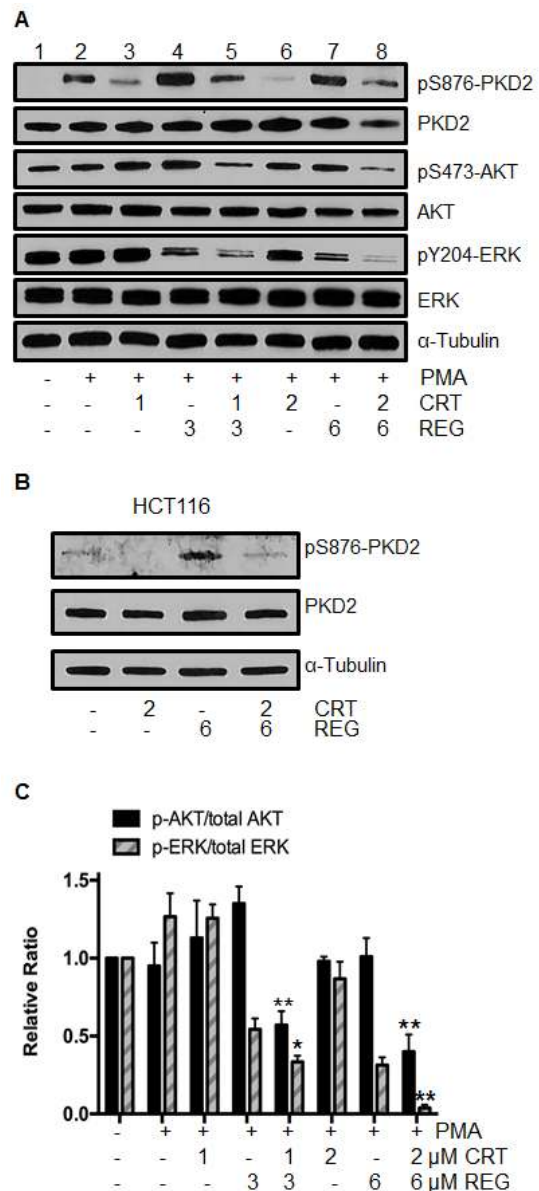 A
1 2 3 4 5 6 7 8
pS876-PKD2
PKD2
pS473-AKT
AKT
pY204-ERK
ERK
α-Tubulin
- + + + + + + + PMA
- - 1 - 1 2 - 2 CRT
- - - 3 3 - 6 6 REG
B
HCT116
pS876-PKD2
PKD2
α-Tubulin
- 2 - 2 CRT
- - 6 6 REG
C
p-AKT/total AKT
p-ERK/total ERK
Relative Ratio
1.5
1.0
0.5
0.0
** * ** **
- + + + + + + + PMA
- - 1 - 1 2 - 2 µM CRT
- - - 3 3 - 6 6 µM REG